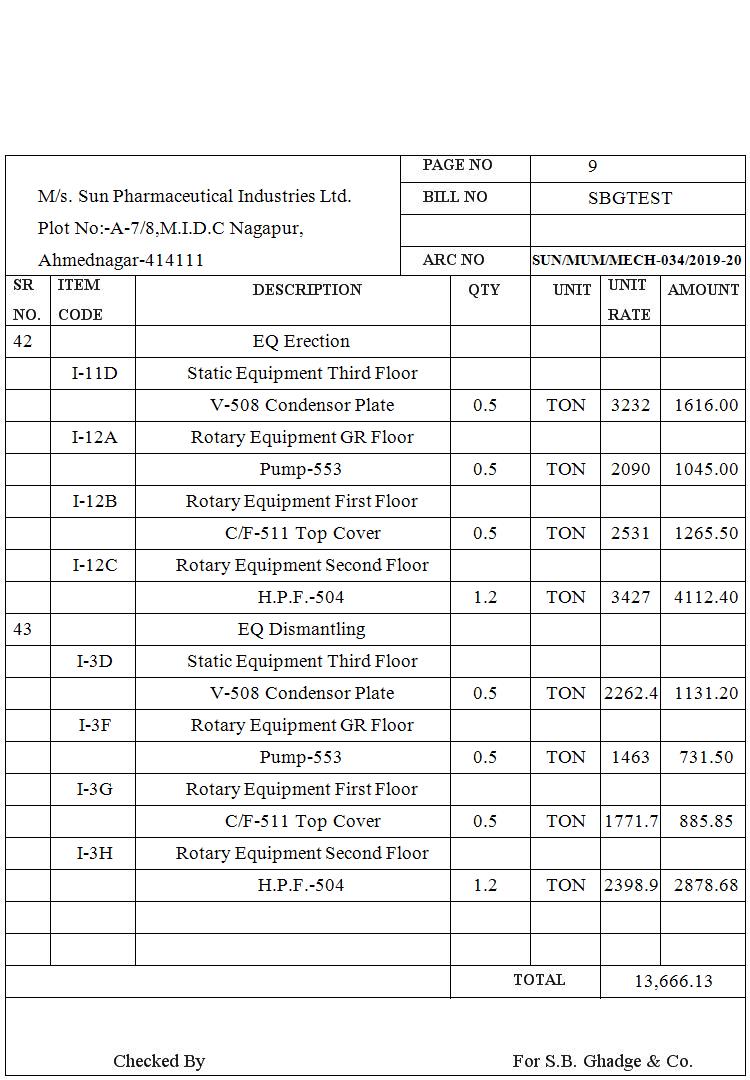 PAGE NO 9
M/s. Sun Pharmaceutical Industries Ltd. BILL NO SBGTEST
Plot No:-A-7/8,M.I.D.C Nagapur,
Ahmednagar-414111 ARC NO SUN/MUM/MECH-034/2019-20
SR NO. ITEM CODE DESCRIPTION QTY UNIT UNIT RATE AMOUNT
42 EQ Erection
I-11D Static Equipment Third Floor
V-508 Condensor Plate 0.5 TON 3232 1616.00
I-12A Rotary Equipment GR Floor
Pump-553 0.5 TON 2090 1045.00
I-12B Rotary Equipment First Floor
C/F-511 Top Cover 0.5 TON 2531 1265.50
I-12C Rotary Equipment Second Floor
H.P.F.-504 1.2 TON 3427 4112.40
43 EQ Dismantling
I-3D Static Equipment Third Floor
V-508 Condensor Plate 0.5 TON 2262.4 1131.20
I-3F Rotary Equipment GR Floor
Pump-553 0.5 TON 1463 731.50
I-3G Rotary Equipment First Floor
C/F-511 Top Cover 0.5 TON 1771.7 885.85
I-3H Rotary Equipment Second Floor
H.P.F.-504 1.2 TON 2398.9 2878.68
TOTAL 13,666.13
Checked By For S.B. Ghadge & Co.